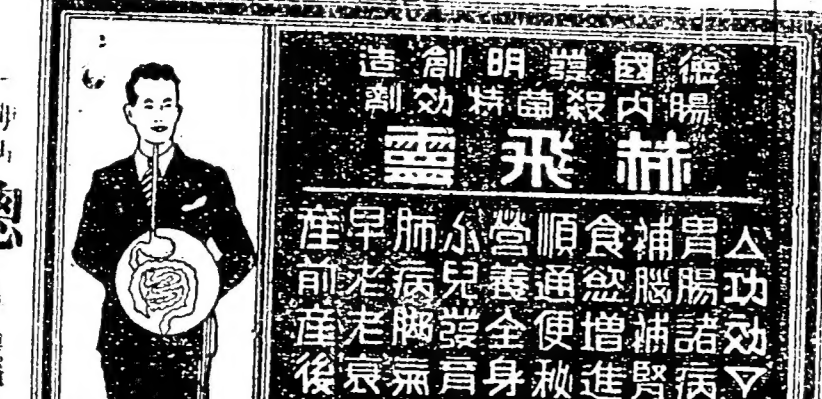 德國發明創造
腸內殺菌特効劑
赫飛靈
△功効▽
胃腸諸病
補腦補腎
食慾增進
順通便秘
營養全身
小兒發育
肺病脚氣
早老老衰
產前產後